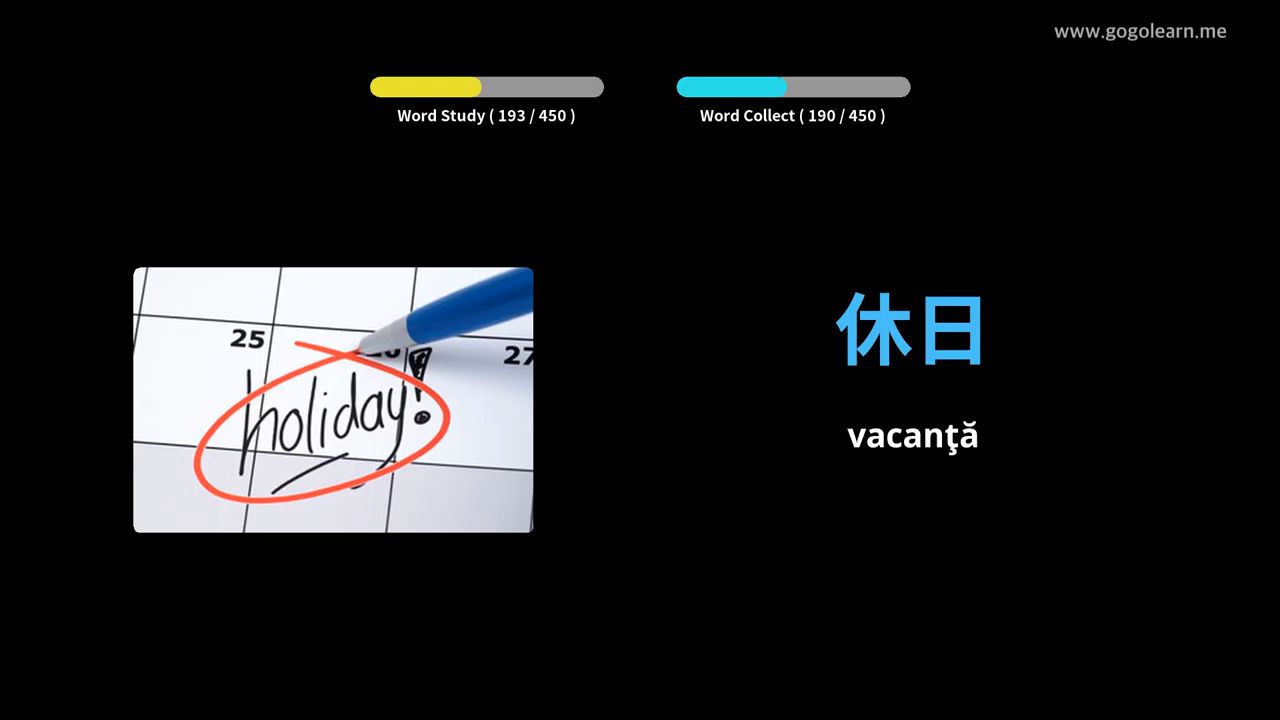 www.gogolearn.me
Word Study ( 193 / 450 )
Word Collect ( 190 / 450 )
25
27
holiday!
休日
vacanţă